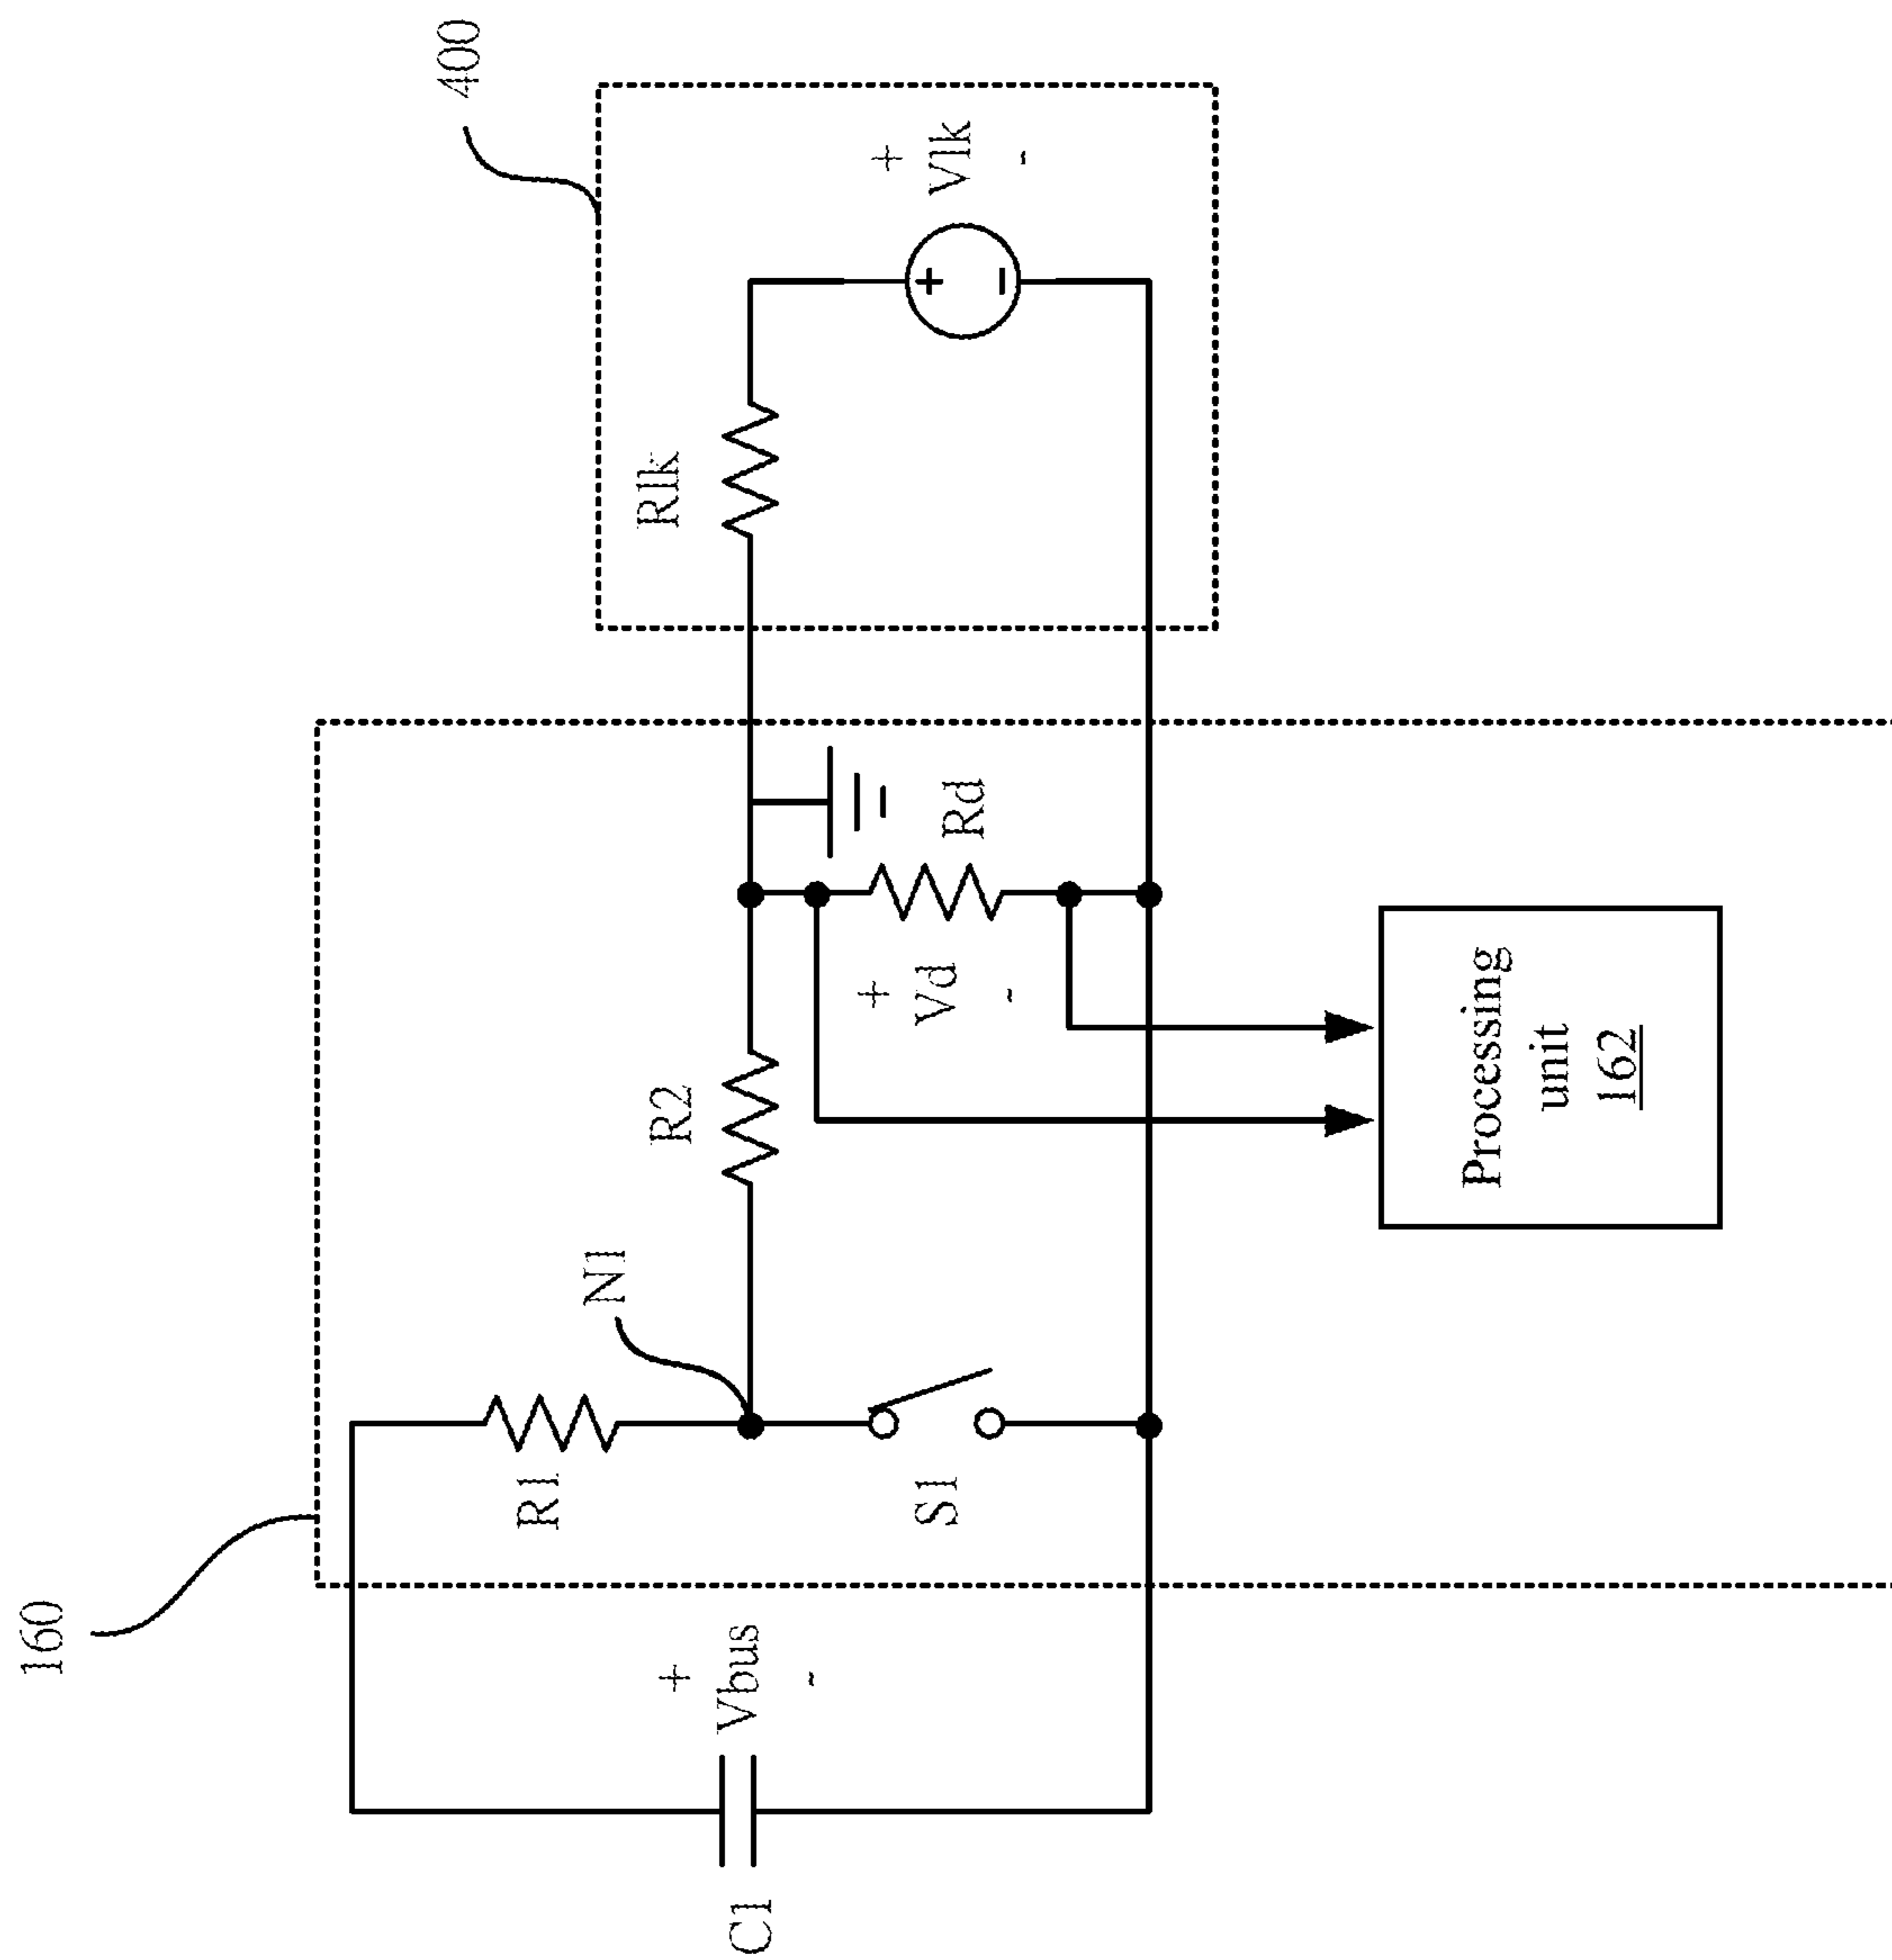 160
400
C1
+
Vbus
-
R1
N1
S1
R2
+
Vd
-
Rd
Rlk
+
Vlk
-
+
-
Processing
unit
162